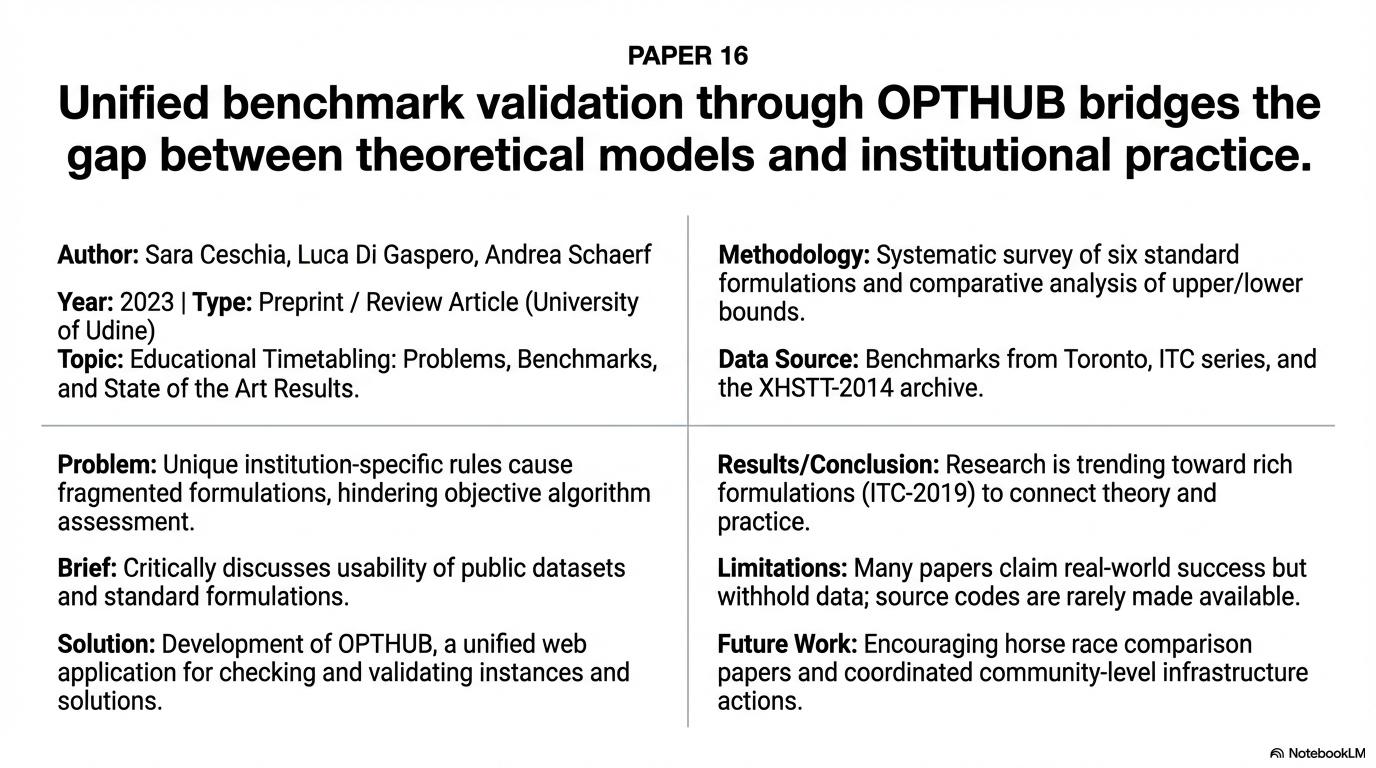 PAPER 16
Unified benchmark validation through OPTHUB bridges the
gap between theoretical models and institutional practice.
Author: Sara Ceschia, Luca Di Gaspero, Andrea Schaerf
Year: 2023 | Type: Preprint / Review Article (University
of Udine)
Topic: Educational Timetabling: Problems, Benchmarks,
and State of the Art Results.
Methodology: Systematic survey of six standard
formulations and comparative analysis of upper/lower
bounds.
Data Source: Benchmarks from Toronto, ITC series, and
the XHSTT-2014 archive.
Problem: Unique institution-specific rules cause
fragmented formulations, hindering objective algorithm
assessment.
Brief: Critically discusses usability of public datasets
and standard formulations.
Solution: Development of OPTHUB, a unified web
application for checking and validating instances and
solutions.
Results/Conclusion: Research is trending toward rich
formulations (ITC-2019) to connect theory and
practice.
Limitations: Many papers claim real-world success but
withhold data; source codes are rarely made available.
Future Work: Encouraging horse race comparison
papers and coordinated community-level infrastructure
actions.
NotebookLM